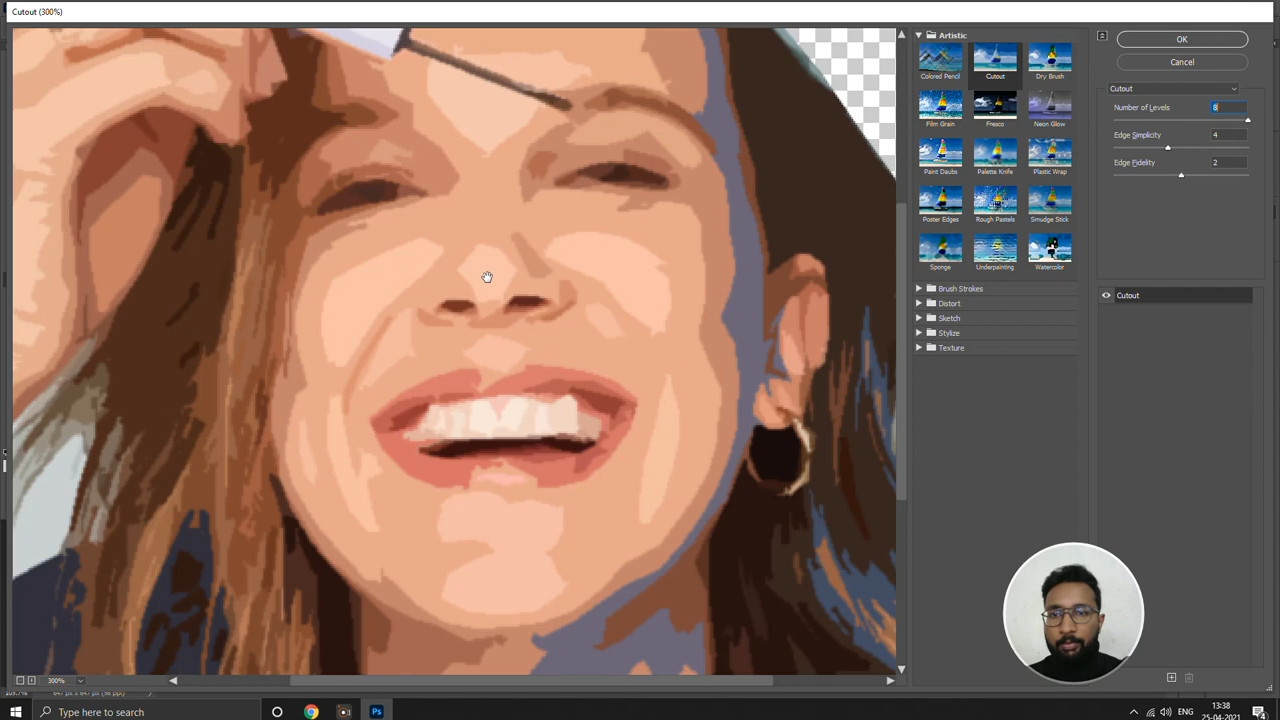 Cutout (300%)
Artistic
Colored Pencil
Cutout
Dry Brush
Film Grain
Fresco
Neon Glow
Paint Daubs
Palette Knife
Plastic Wrap
Poster Edges
Rough Pastels
Smudge Stick
Sponge
Underpainting
Watercolor
Brush Strokes
Distort
Sketch
Stylize
Texture
OK
Cancel
Cutout
Number of Levels 8
Edge Simplicity 4
Edge Fidelity 2
Cutout
300%
Type here to search
Ps
ENG
13:38
25-04-2021